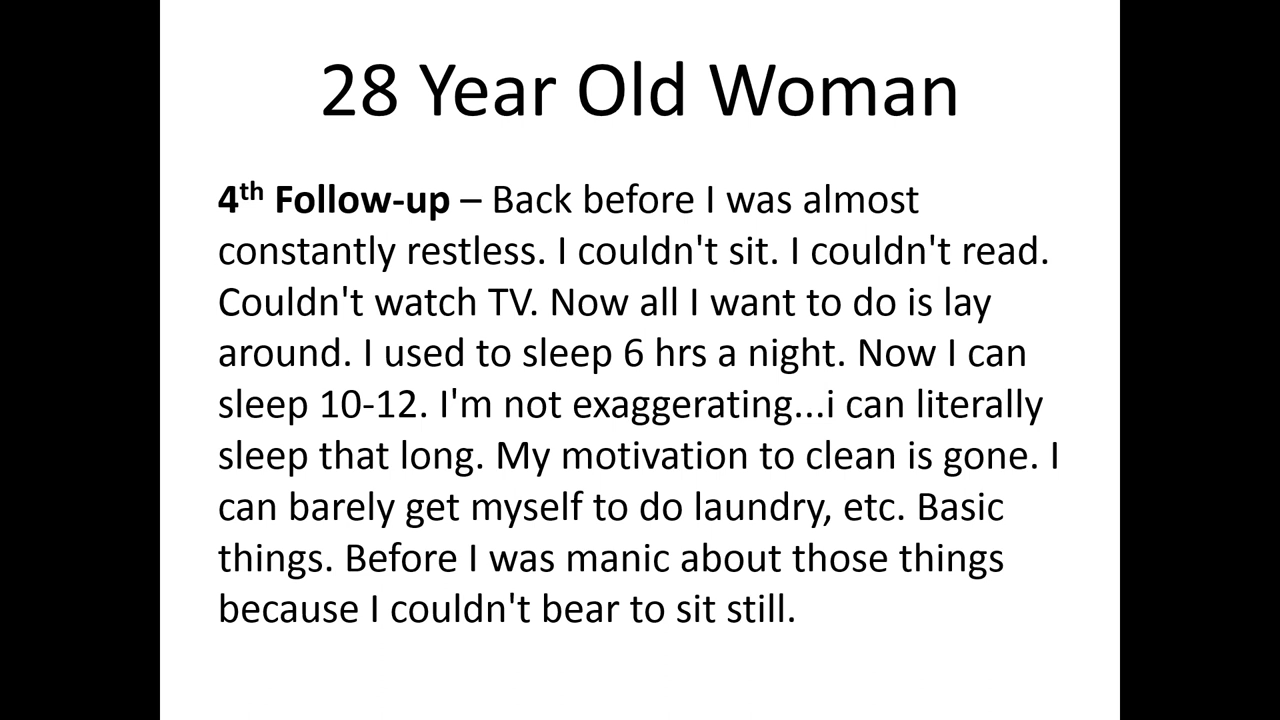 28 Year Old Woman
4th Follow-up – Back before I was almost
constantly restless. I couldn't sit. I couldn't read.
Couldn't watch TV. Now all I want to do is lay
around. I used to sleep 6 hrs a night. Now I can
sleep 10-12. I'm not exaggerating...i can literally
sleep that long. My motivation to clean is gone. I
can barely get myself to do laundry, etc. Basic
things. Before I was manic about those things
because I couldn't bear to sit still.